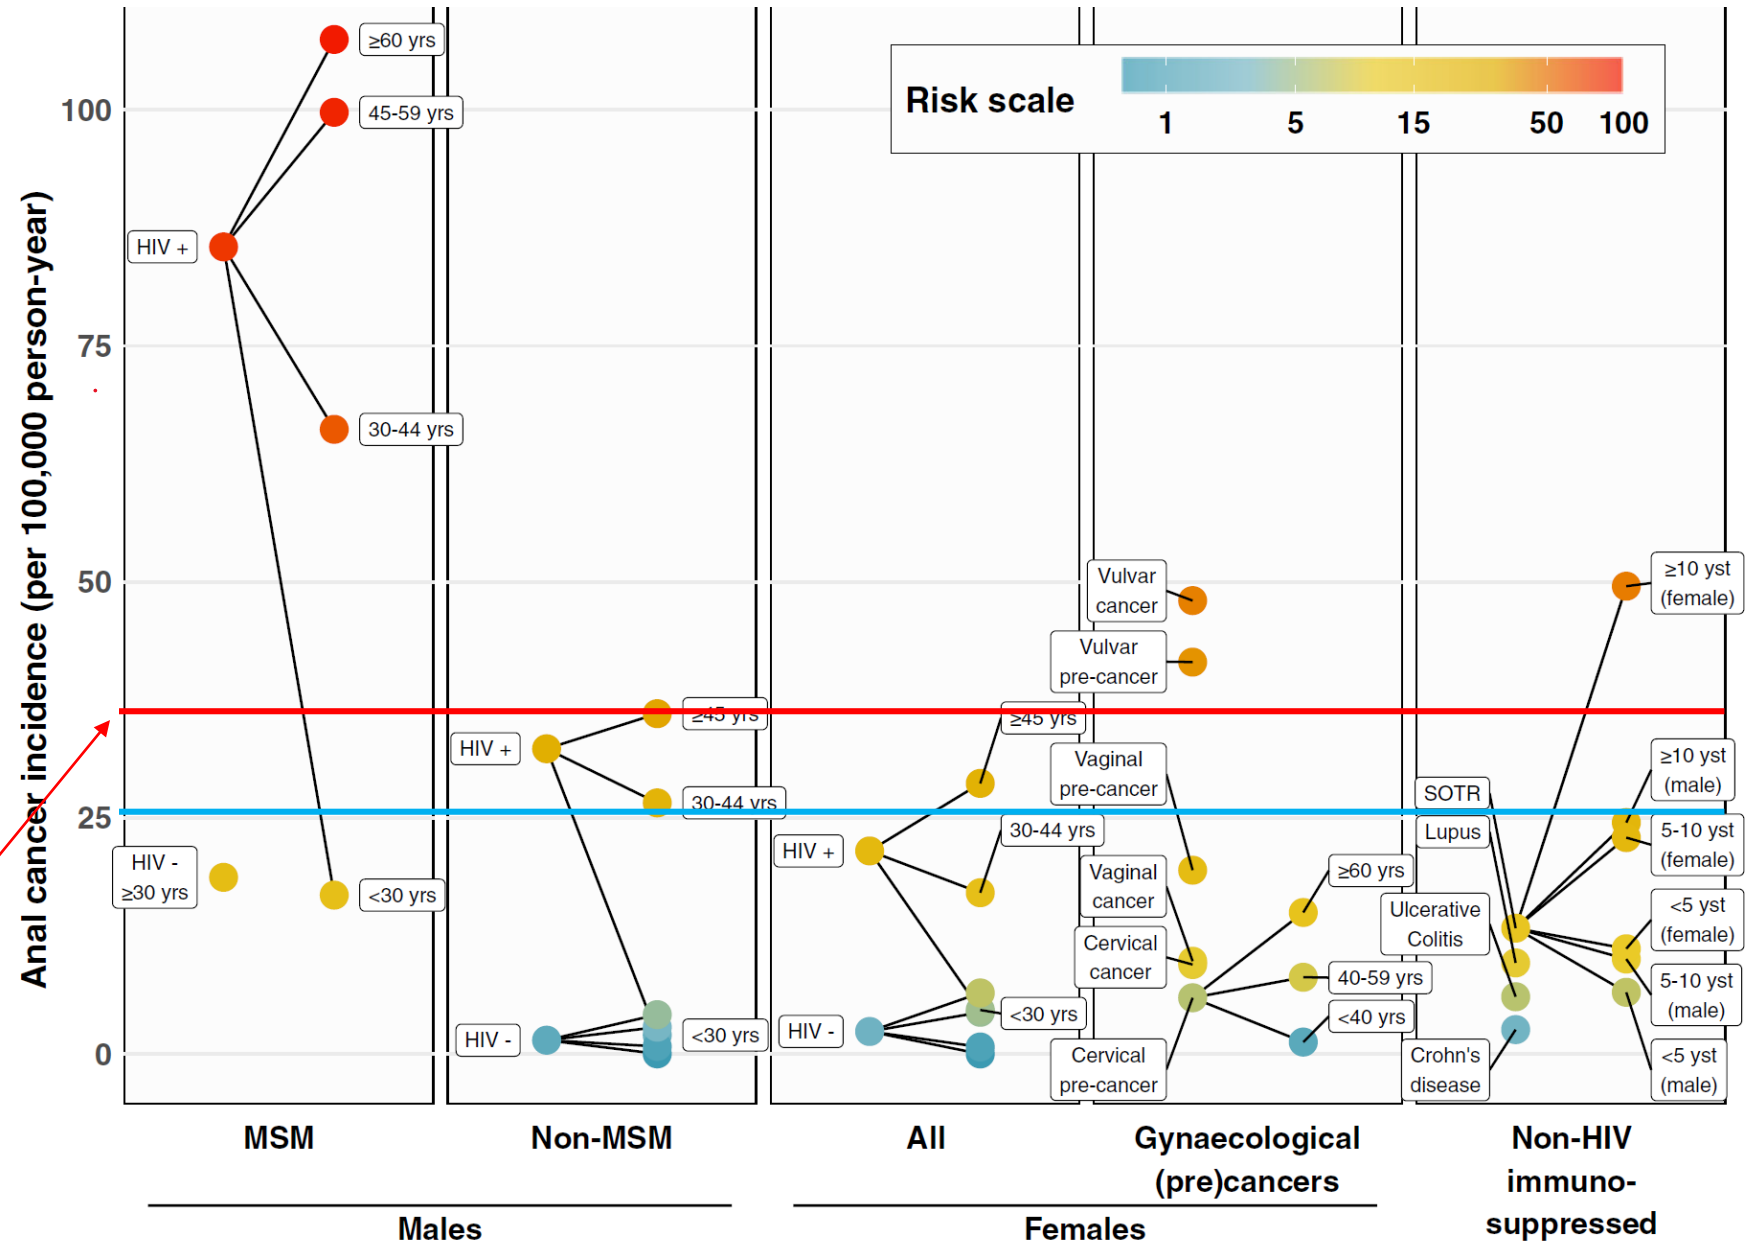 Anal cancer incidence (per 100,000 person-year)
100
75
50
25
0
Risk scale
1 5 15 50 100
≥60 yrs
45-59 yrs
HIV +
30-44 yrs
HIV -
≥30 yrs
<30 yrs
≥45 yrs
HIV +
30-44 yrs
HIV -
<30 yrs
≥45 yrs
30-44 yrs
HIV +
HIV -
<30 yrs
Vulvar
cancer
Vulvar
pre-cancer
Vaginal
pre-cancer
Vaginal
cancer
Cervical
cancer
Cervical
pre-cancer
≥60 yrs
40-59 yrs
<40 yrs
SOTR
Lupus
Ulcerative
Colitis
Crohn's
disease
≥10 yst
(female)
≥10 yst
(male)
5-10 yst
(female)
<5 yst
(female)
5-10 yst
(male)
<5 yst
(male)
MSM
Non-MSM
All
Gynaecological
(pre)cancers
Non-HIV
immuno-
suppressed
Males
Females